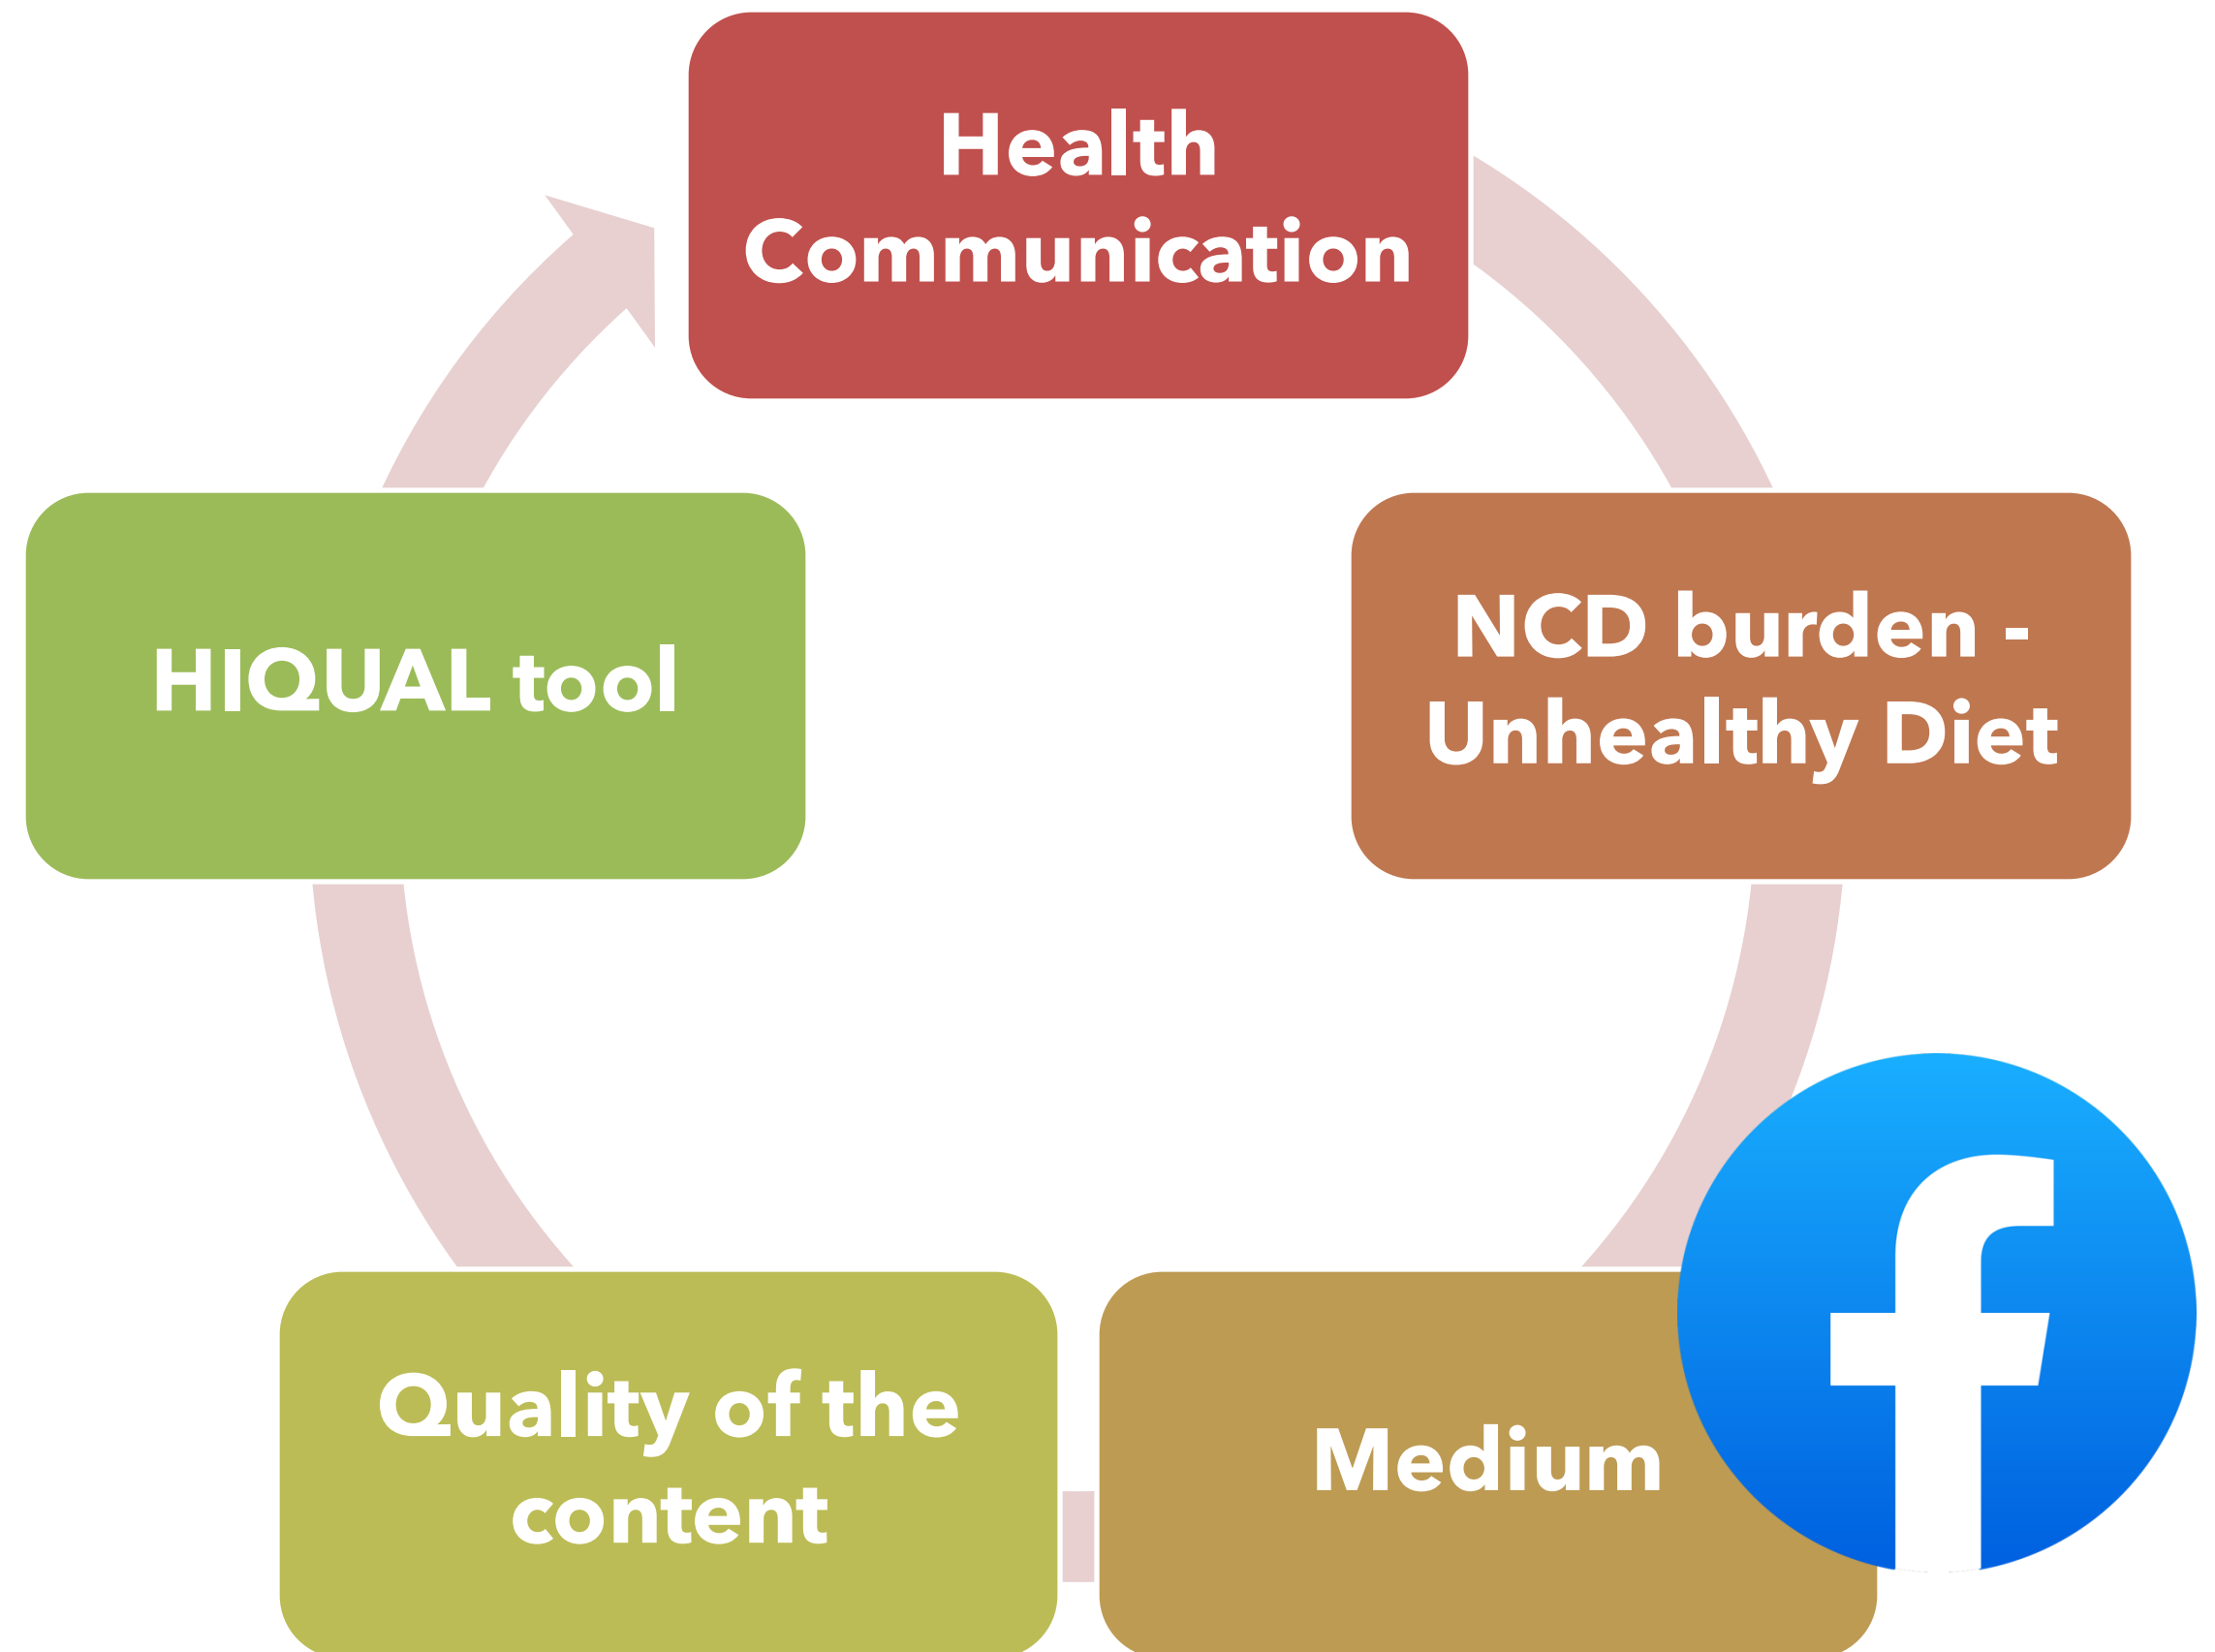 Health
Communication
NCD burden -
Unhealthy Diet
Medium
Quality of the
content
HIQUAL tool